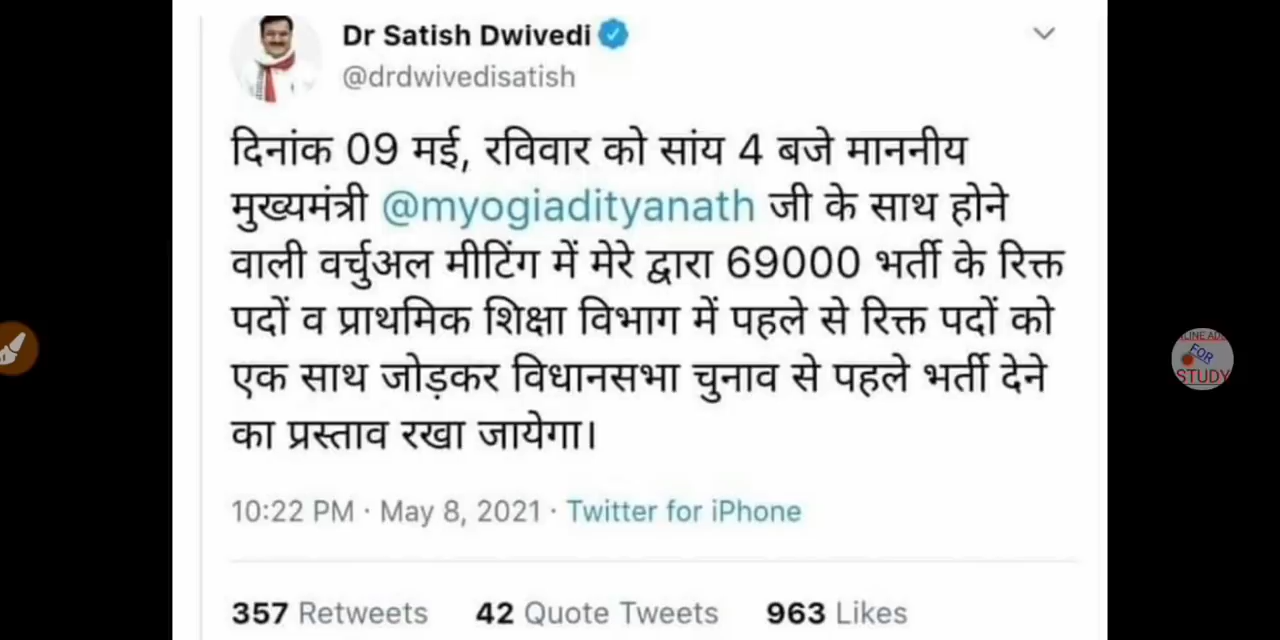 Dr Satish Dwivedi
@drdwivedisatish
दिनांक 09 मई, रविवार को सांय 4 बजे माननीय
मुख्यमंत्री @myogiadityanath जी के साथ होने
वाली वर्चुअल मीटिंग में मेरे द्वारा 69000 भर्ती के रिक्त
पदों व प्राथमिक शिक्षा विभाग में पहले से रिक्त पदों को
एक साथ जोड़कर विधानसभा चुनाव से पहले भर्ती देने
का प्रस्ताव रखा जायेगा।
10:22 PM · May 8, 2021 · Twitter for iPhone
357 Retweets 42 Quote Tweets 963 Likes
FOR
STUDY